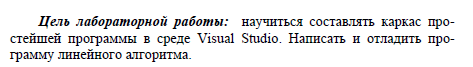 Цель лабораторной работы: научиться составлять каркас про-
стейшей программы в среде Visual Studio. Написать и отладить про-
грамму линейного алгоритма.